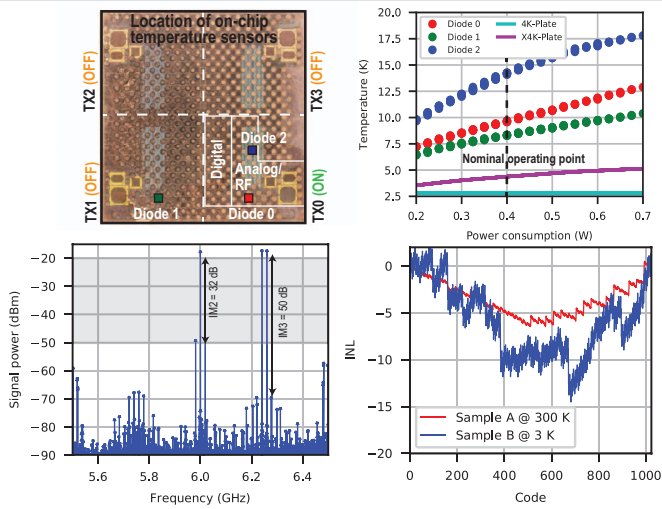 Location of on-chip
temperature sensors
TX2 (OFF)
TX3 (OFF)
TX1 (OFF)
TX0 (ON)
Digital
Diode 2
Analog/
RF
Diode 1
Diode 0
Temperature (K)
17.5
15.0
12.5
10.0
7.5
5.0
2.5
Diode 0
Diode 1
Diode 2
4K-Plate
X4K-Plate
Nominal operating point
0.2 0.3 0.4 0.5 0.6 0.7
Power consumption (W)
Signal power (dBm)
−20
−30
−40
−50
−60
−70
−80
−90
IM2 = 32 dB
IM3 = 50 dB
5.6 5.8 6.0 6.2 6.4
Frequency (GHz)
INL
0
−5
−10
−15
−20
Sample A @ 300 K
Sample B @ 3 K
0 200 400 600 800 1000
Code